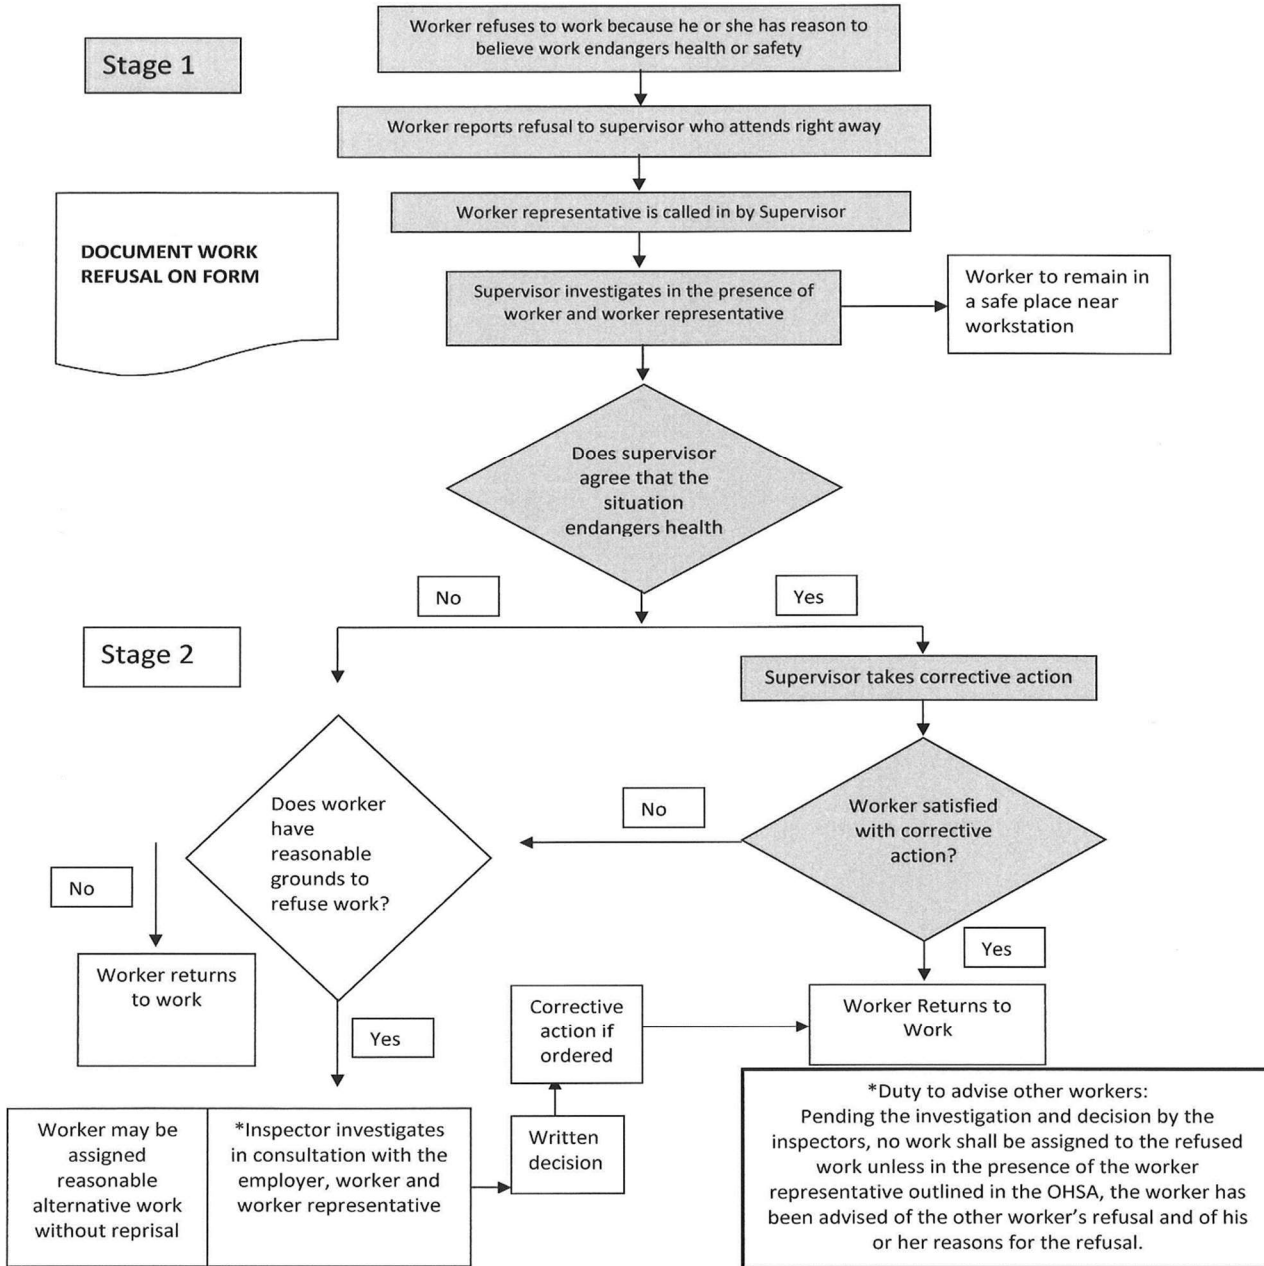 Worker refuses to work because he or she has reason to
believe work endangers health or safety
Stage 1
Worker reports refusal to supervisor who attends right away
Worker representative is called in by Supervisor
DOCUMENT WORK
REFUSAL ON FORM
Supervisor investigates in the presence of
worker and worker representative
Worker to remain in
a safe place near
workstation
Does supervisor
agree that the
situation
endangers health
No
Yes
Stage 2
Supervisor takes corrective action
Does worker
have
reasonable
grounds to
refuse work?
No
Worker satisfied
with corrective
action?
No
Yes
Worker returns
to work
Yes
Corrective
action if
ordered
Worker Returns to
Work
Worker may be
assigned
reasonable
alternative work
without reprisal
*Inspector investigates
in consultation with the
employer, worker and
worker representative
Written
decision
*Duty to advise other workers:
Pending the investigation and decision by the
inspectors, no work shall be assigned to the refused
work unless in the presence of the worker
representative outlined in the OHSA, the worker has
been advised of the other worker's refusal and of his
or her reasons for the refusal.